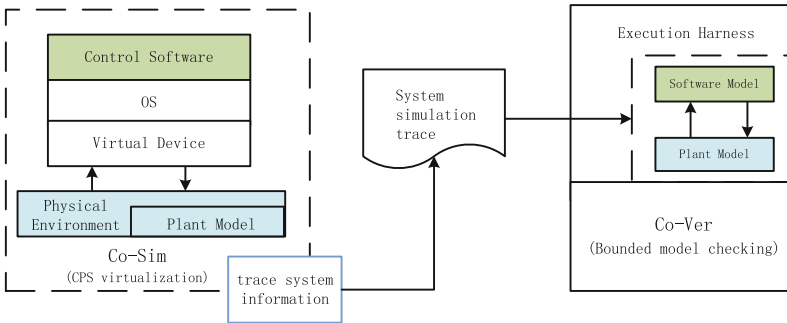 Control Software
OS
Virtual Device
Physical
Environment
Plant Model
Co-Sim
(CPS virtualization)
trace system
information
System
simulation
trace
Execution Harness
Software Model
Plant Model
Co-Ver
(Bounded model checking)